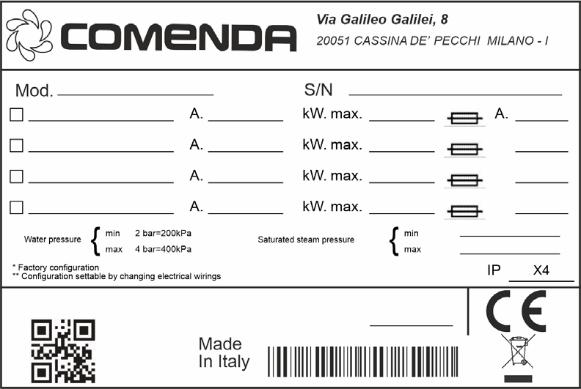 COMENDA
Via Galileo Galilei, 8
20051 CASSINA DE' PECCHI MILANO - I
Mod. S/N
A. kW. max. A.
A. kW. max.
A. kW. max.
A. kW. max.
Water pressure { min 2 bar=200kPa
max 4 bar=400kPa
Saturated steam pressure { min
max
* Factory configuration
** Configuration settable by changing electrical wirings
IP X4
CE
Made
In Italy